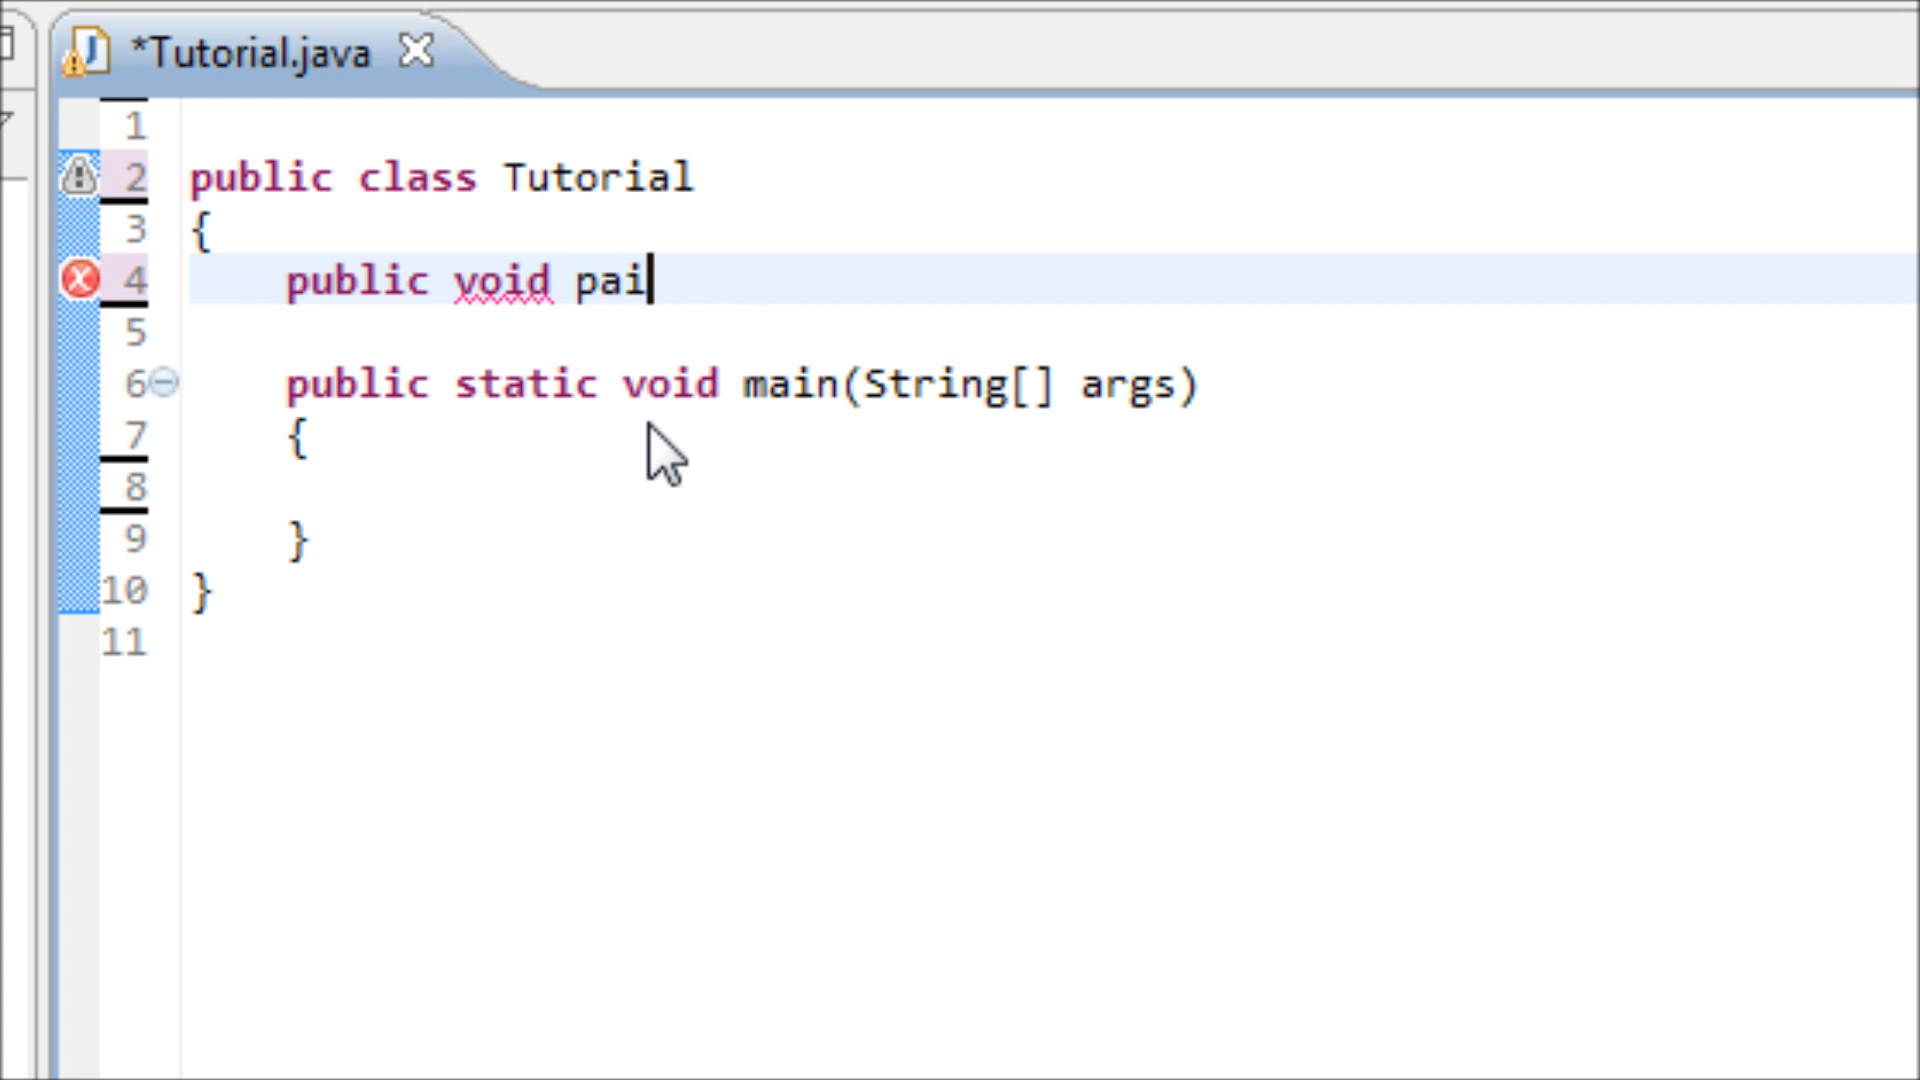 *Tutorial.java
1
2 public class Tutorial
3 {
4 public void pai
5
6 public static void main(String[] args)
7 {
8
9 }
10 }
11